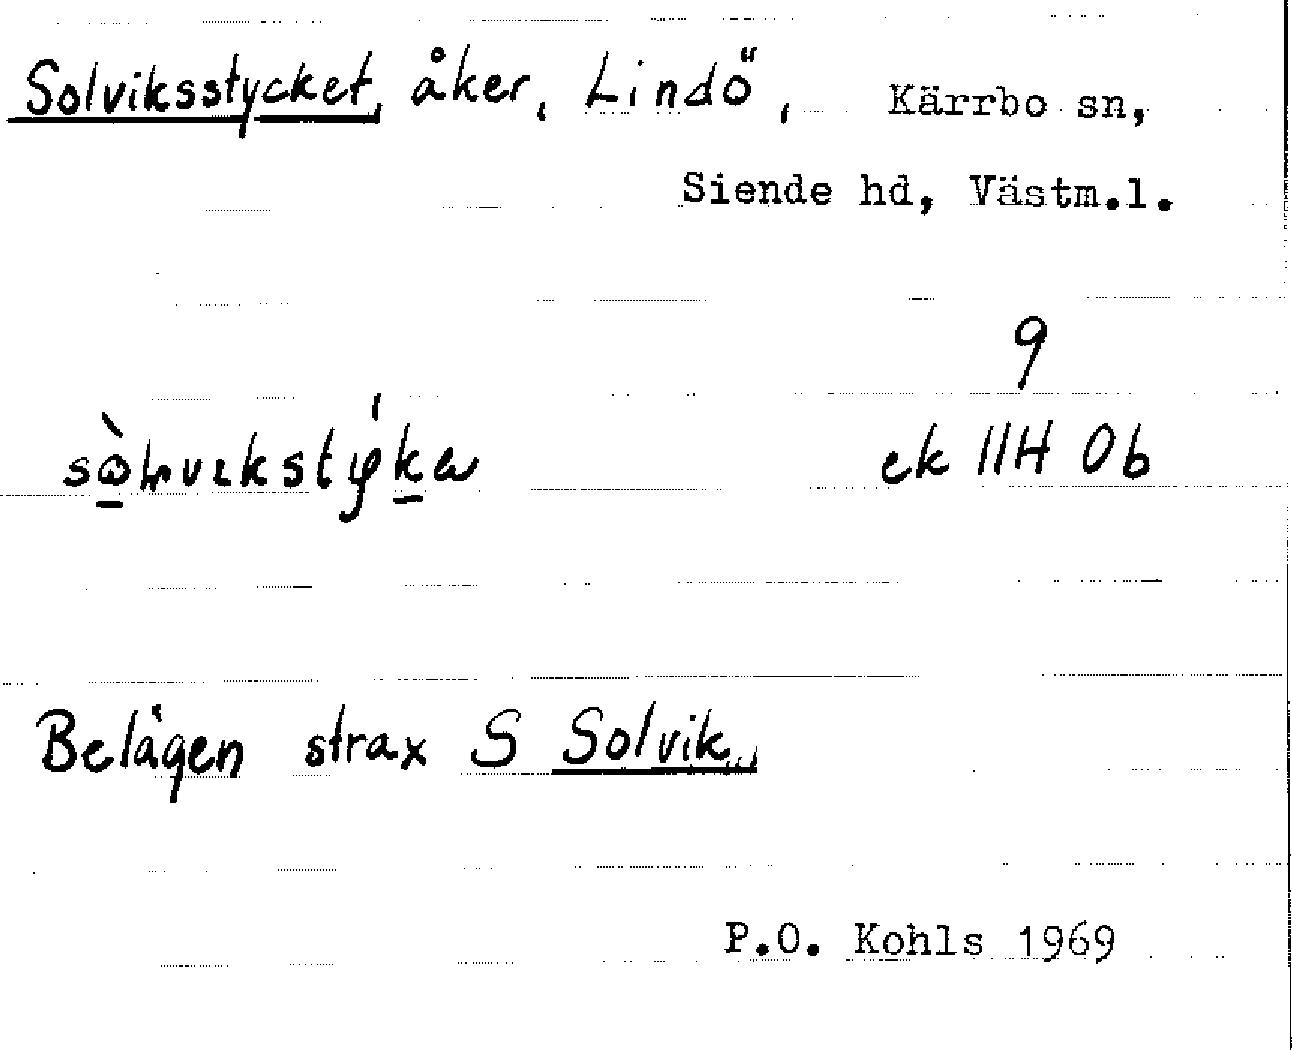 Solviksstycket, åker, Lindö, Kärrbo sn,
Siende hd, Västm.l.
9
ek 11H 0b
Belägen strax S Solvik.
P.O. Kohls 1969